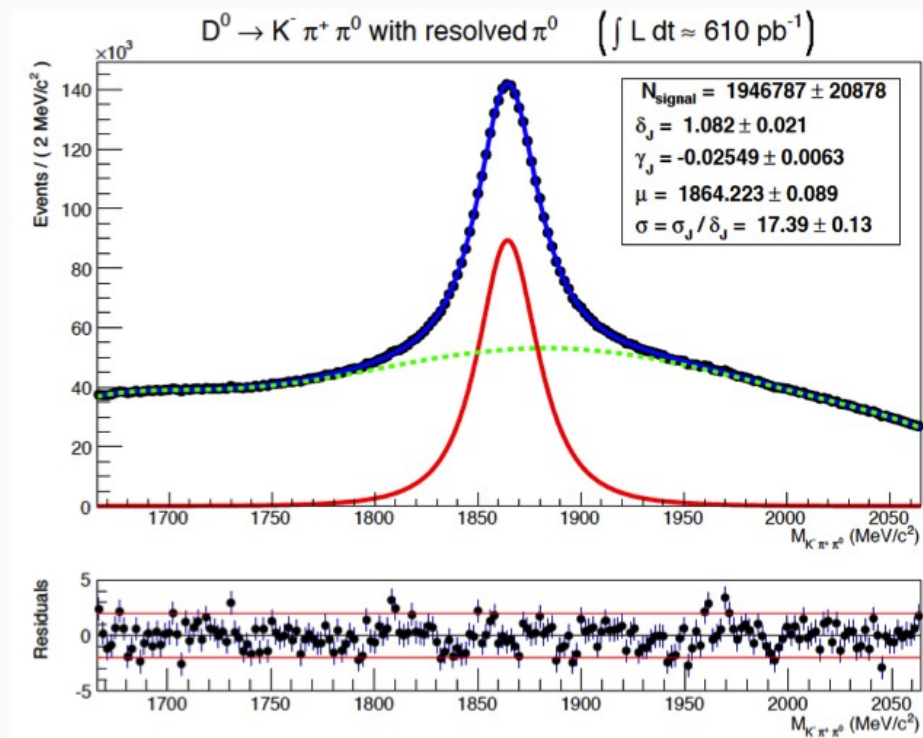 D⁰ → K⁻ π⁺ π⁰ with resolved π⁰ (∫ L dt ≈ 610 pb⁻¹)
×10³
Events / ( 2 MeV/c² )
140
120
100
80
60
40
20
0
N_signal = 1946787 ± 20878
δ_J = 1.082 ± 0.021
γ_J = -0.02549 ± 0.0063
μ = 1864.223 ± 0.089
σ = σ_J / δ_J = 17.39 ± 0.13
1700 1750 1800 1850 1900 1950 2000 2050
M_K⁻ π⁺ π⁰ (MeV/c²)
Residuals
5
0
-5
1700 1750 1800 1850 1900 1950 2000 2050
M_K⁻ π⁺ π⁰ (MeV/c²)